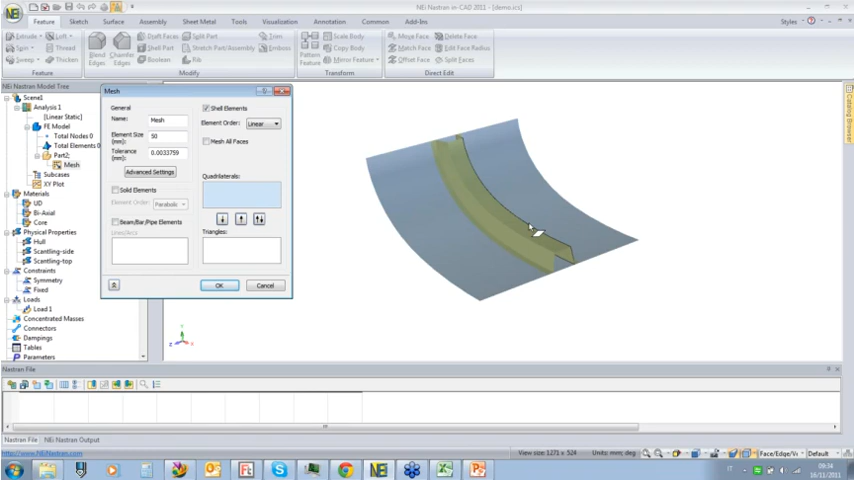 NEi Nastran in-CAD 2011 - [demo.ics]
Feature Sketch Surface Assembly Sheet Metal Tools Visualization Annotation Common Add-Ins Styles
Extrude Loft Draft Faces Split Part Trim Scale Body Move Face Delete Face
Spin Thread Shell Part Stretch Part/Assembly Emboss Copy Body Match Face Edit Face Radius
Sweep Thicken Blend Edges Chamfer Edges Boolean Rib Pattern Feature Mirror Feature Offset Face Split Faces
Feature Modify Transform Direct Edit
NEi Nastran Model Tree
Scene1
Analysis 1
[Linear Static]
FE Model
Total Nodes 0
Total Elements 0
Part2;
Mesh
Subcases
XY Plot
Materials
UD
Bi-Axial
Core
Physical Properties
Hull
Scantling-side
Scantling-top
Constraints
Symmetry
Fixed
Loads
Load 1
Concentrated Masses
Connectors
Dampings
Tables
Parameters
Mesh
General
Name: Mesh
Element Size (mm): 50
Tolerance (mm): 0.0033759
Advanced Settings
Solid Elements
Element Order: Parabolic
Beam/Bar/Pipe Elements
Lines/Arcs
Shell Elements
Element Order: Linear
Mesh All Faces
Quadrilaterals:
Triangles:
OK Cancel
Catalog Browser
Y
Z X
Nastran File
Nastran File NEi Nastran Output
http://www.NEiNastran.com/
View size: 1271 x 524 Units: mm; deg Face/Edge/Ve Default
Ft NEi
IT 09:34
16/11/2011